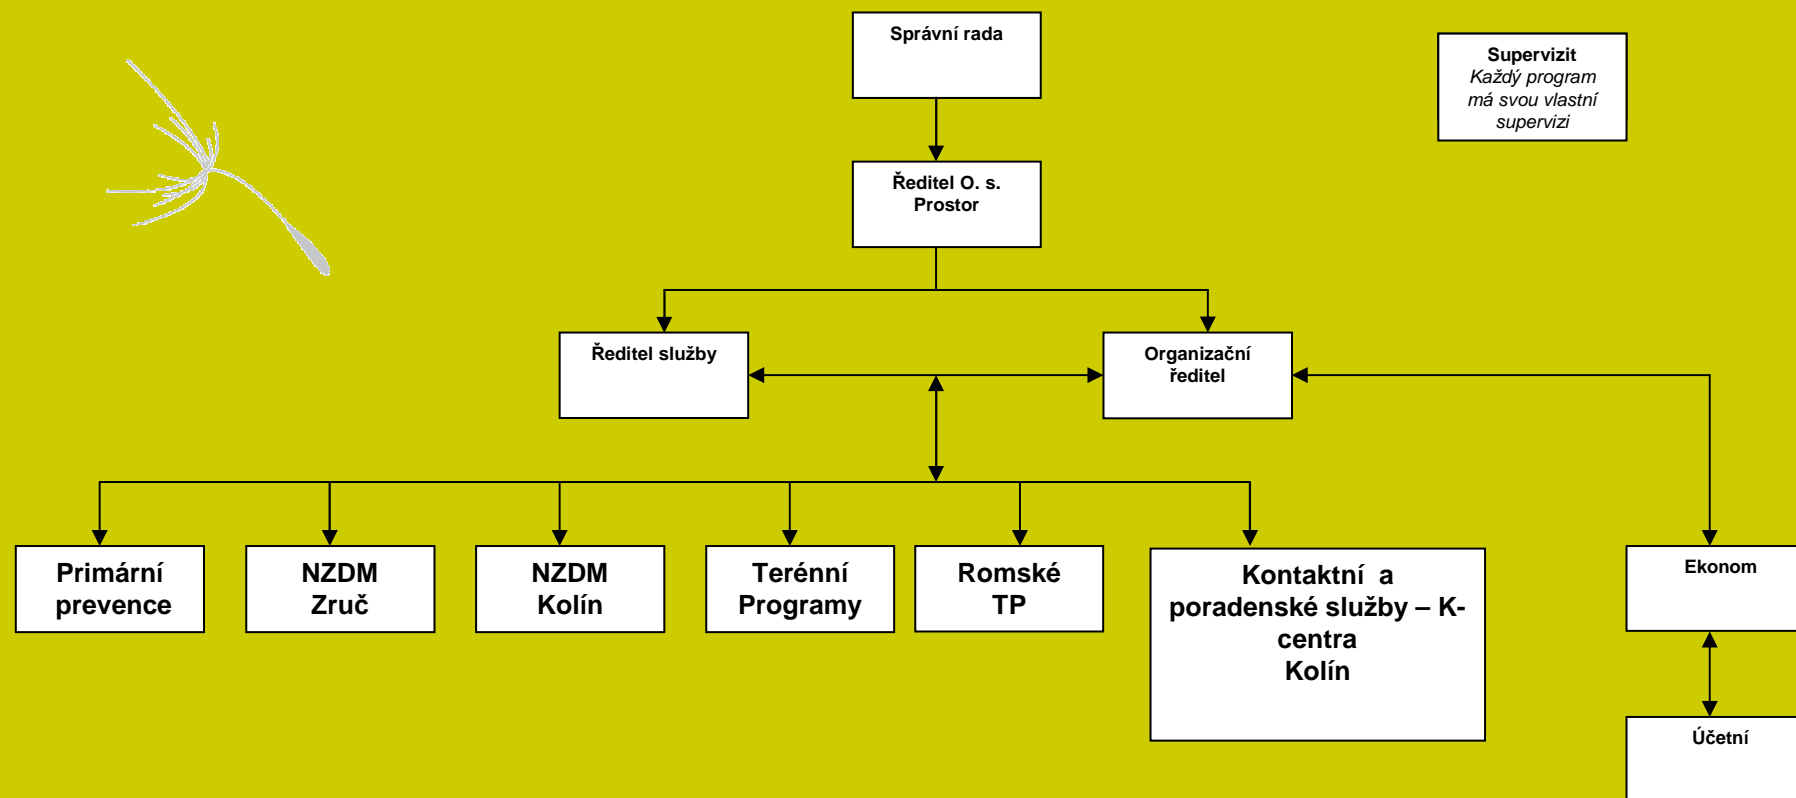 Správní rada
Supervizit
Každý program
má svou vlastní
supervizi
Ředitel O. s.
Prostor
Ředitel služby
Organizační
ředitel
Primární
prevence
NZDM
Zruč
NZDM
Kolín
Terénní
Programy
Romské
TP
Kontaktní a
poradenské služby – K-
centra
Kolín
Ekonom
Účetní